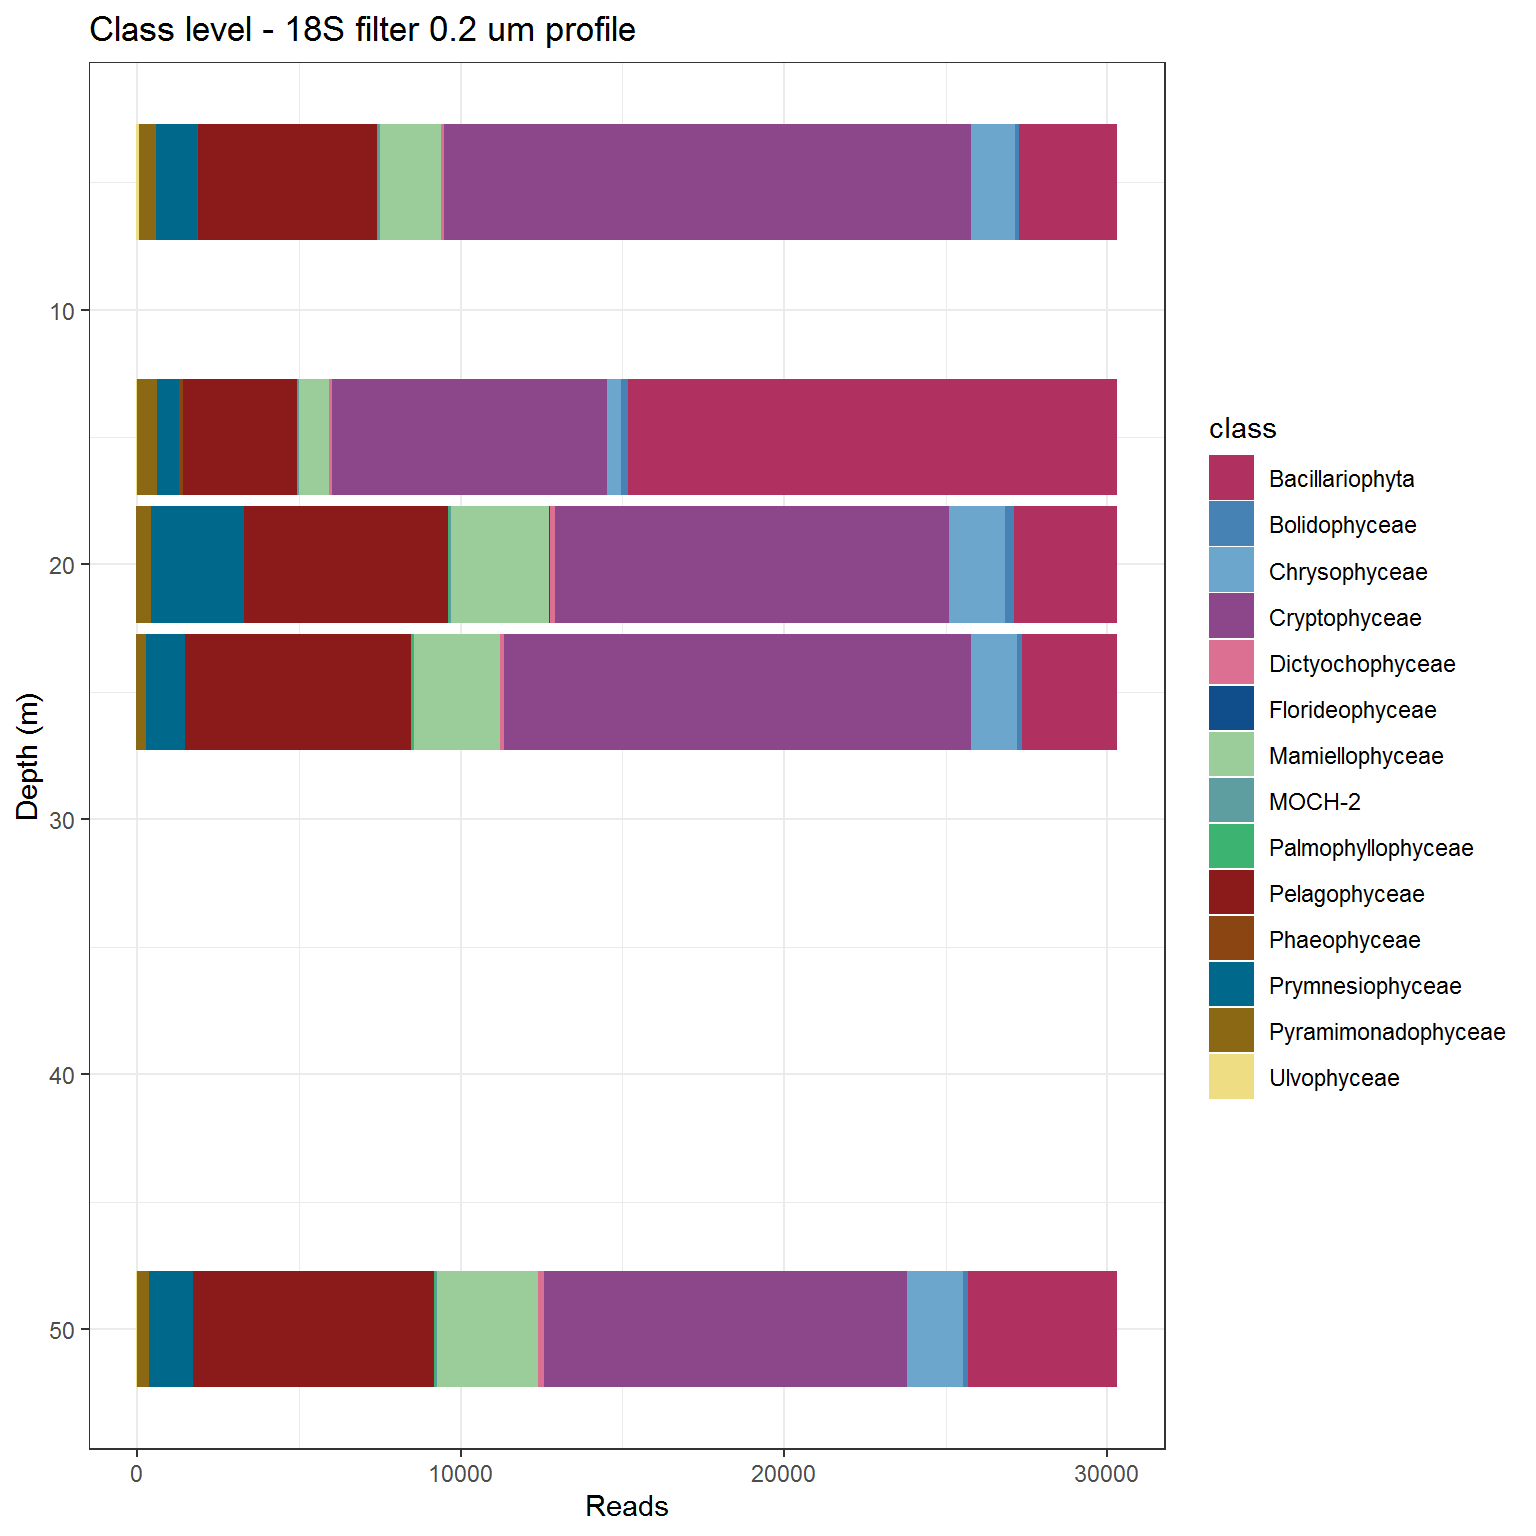 Class level - 18S filter 0.2 um profile
10
20
30
40
50
Depth (m)
0 10000 20000 30000
Reads
class
Bacillariophyta
Bolidophyceae
Chrysophyceae
Cryptophyceae
Dictyochophyceae
Florideophyceae
Mamiellophyceae
MOCH-2
Palmophyllophyceae
Pelagophyceae
Phaeophyceae
Prymnesiophyceae
Pyramimonadophyceae
Ulvophyceae